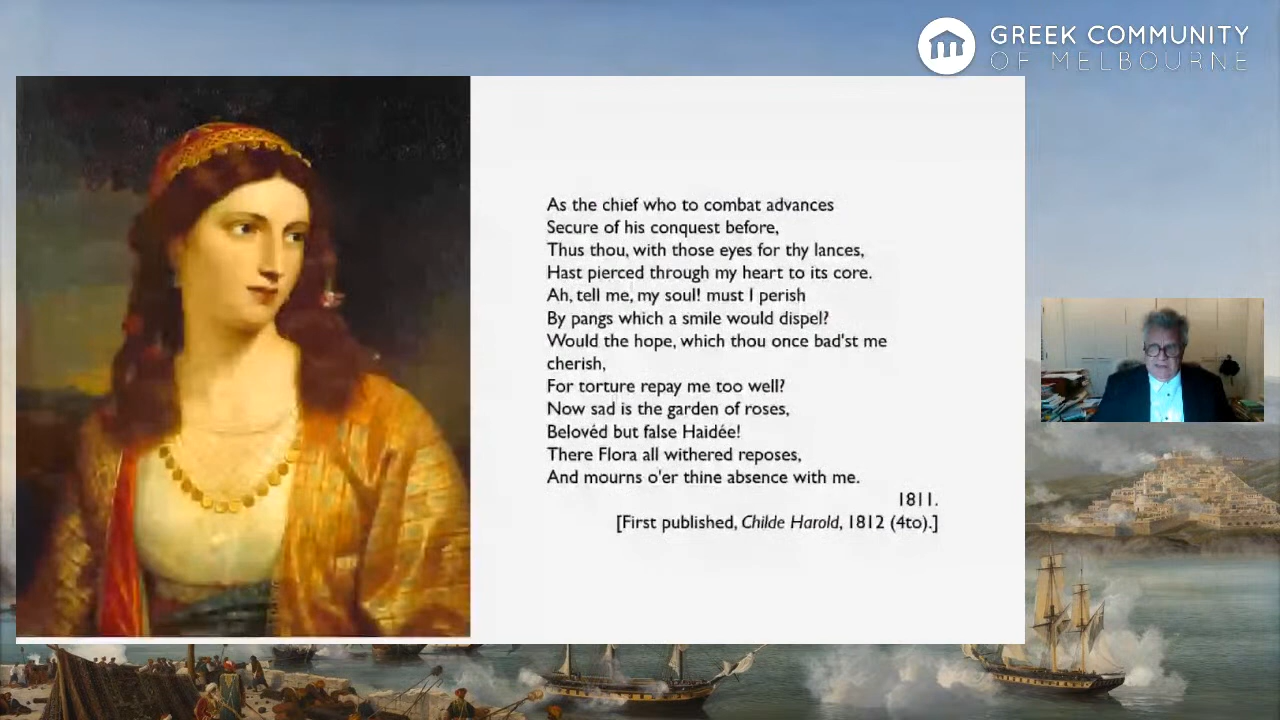 GREEK COMMUNITY
OF MELBOURNE
As the chief who to combat advances
Secure of his conquest before,
Thus thou, with those eyes for thy lances,
Hast pierced through my heart to its core.
Ah, tell me, my soul! must I perish
By pangs which a smile would dispel?
Would the hope, which thou once bad'st me
cherish,
For torture repay me too well?
Now sad is the garden of roses,
Belovéd but false Haidée!
There Flora all withered reposes,
And mourns o'er thine absence with me.
1811.
[First published, Childe Harold, 1812 (4to).]